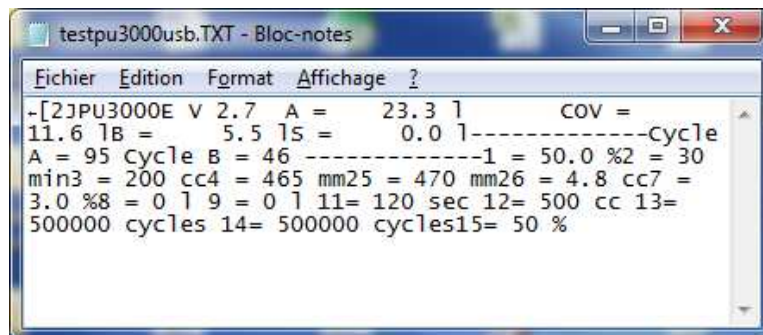 testpu3000usb.TXT - Bloc-notes
Fichier Edition Format Affichage ?
←[2JPU3000E V 2.7 A = 23.3 l COV =
11.6 lB = 5.5 lS = 0.0 l-------------Cycle
A = 95 Cycle B = 46 -------------1 = 50.0 %2 = 30
min3 = 200 cc4 = 465 mm25 = 470 mm26 = 4.8 cc7 =
3.0 %8 = 0 l 9 = 0 l 11= 120 sec 12= 500 cc 13=
500000 cycles 14= 500000 cycles15= 50 %